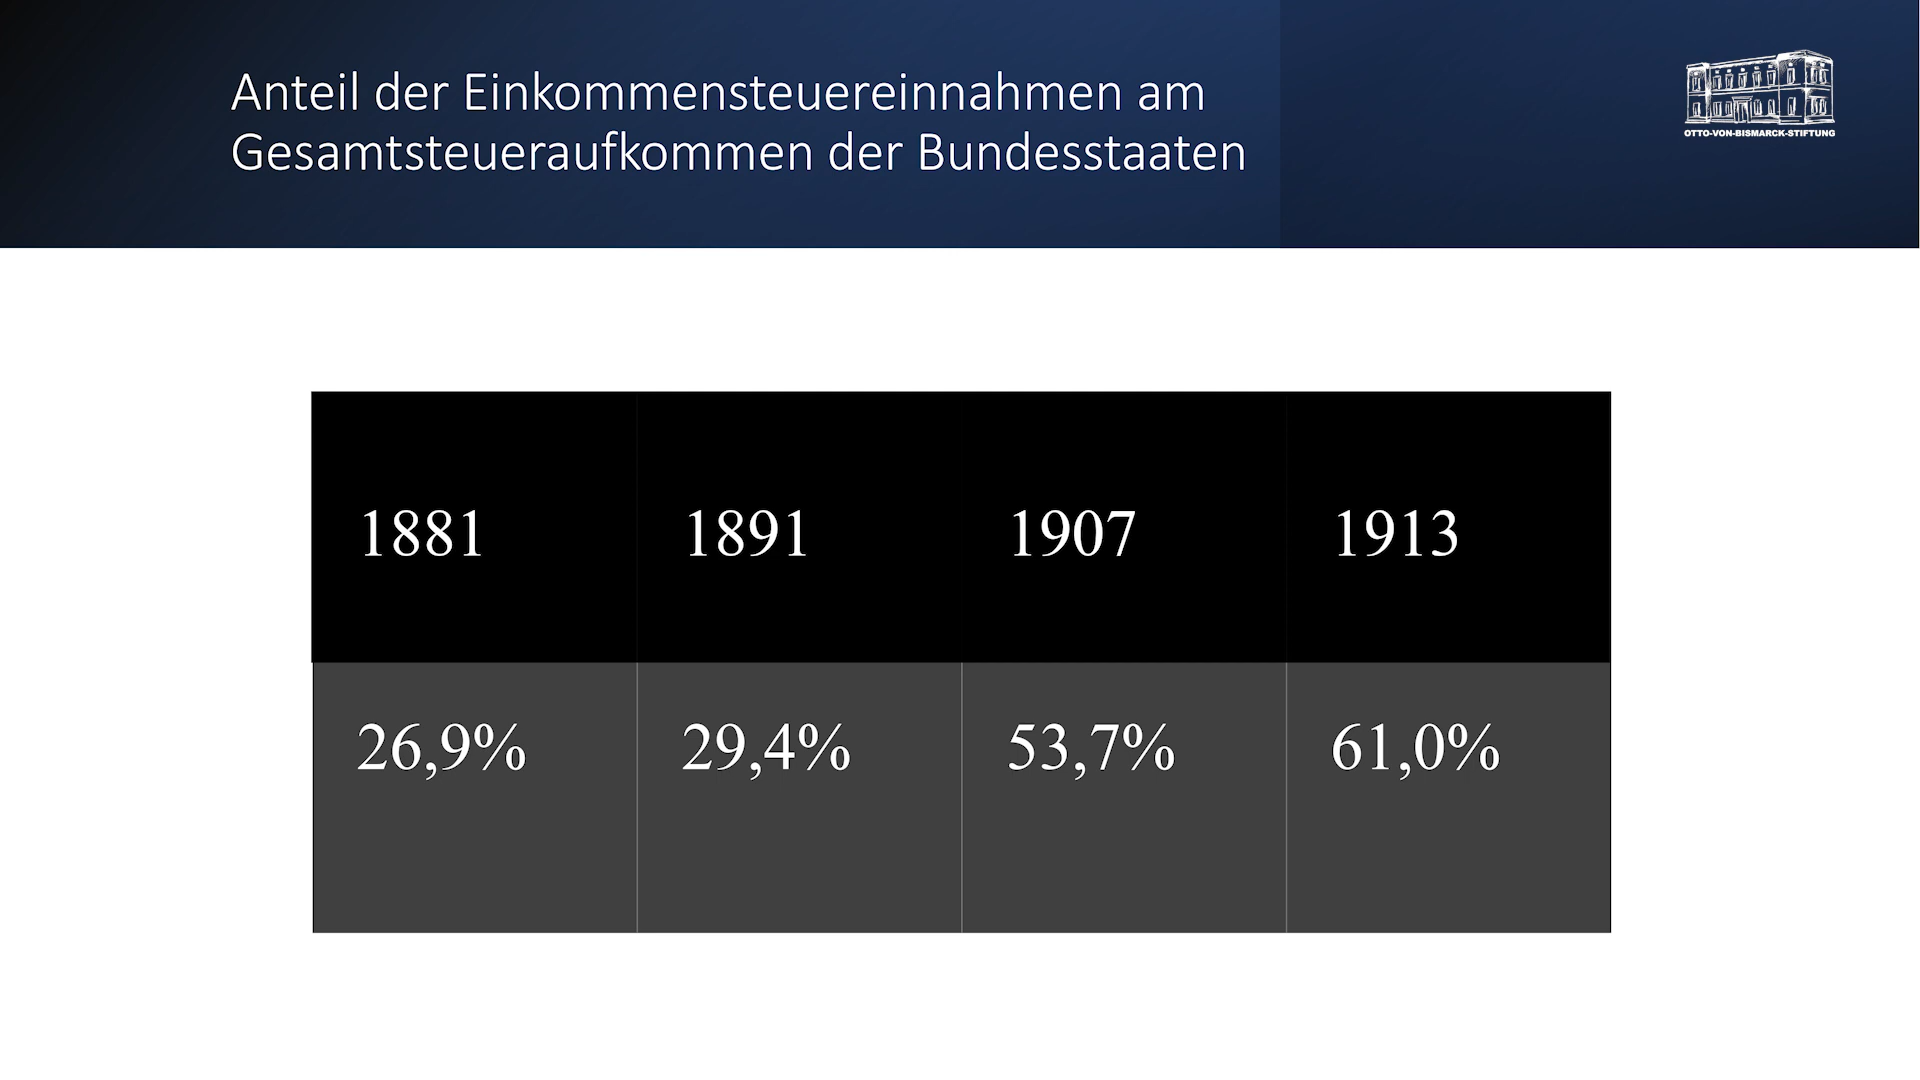 Anteil der Einkommensteuereinnahmen am
Gesamtsteueraufkommen der Bundesstaaten
OTTO-VON-BISMARCK-STIFTUNG
1881 1891 1907 1913
26,9% 29,4% 53,7% 61,0%